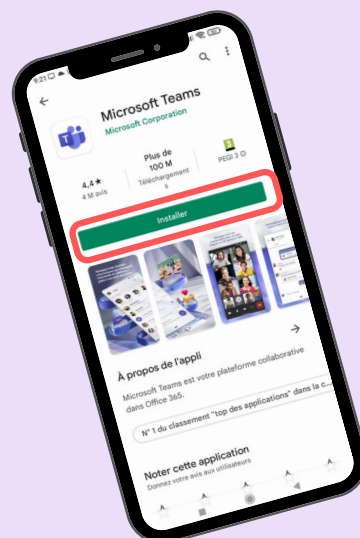 9:21
Microsoft Teams
Microsoft Corporation
4,4★
4 M avis
Plus de
100 M
Téléchargement
s
3
PEGI 3
Installer
À propos de l'appli
Microsoft Teams est votre plateforme collaborative
dans Office 365.
N° 1 du classement "top des applications" dans la c...
Noter cette application
Donnez votre avis aux utilisateurs